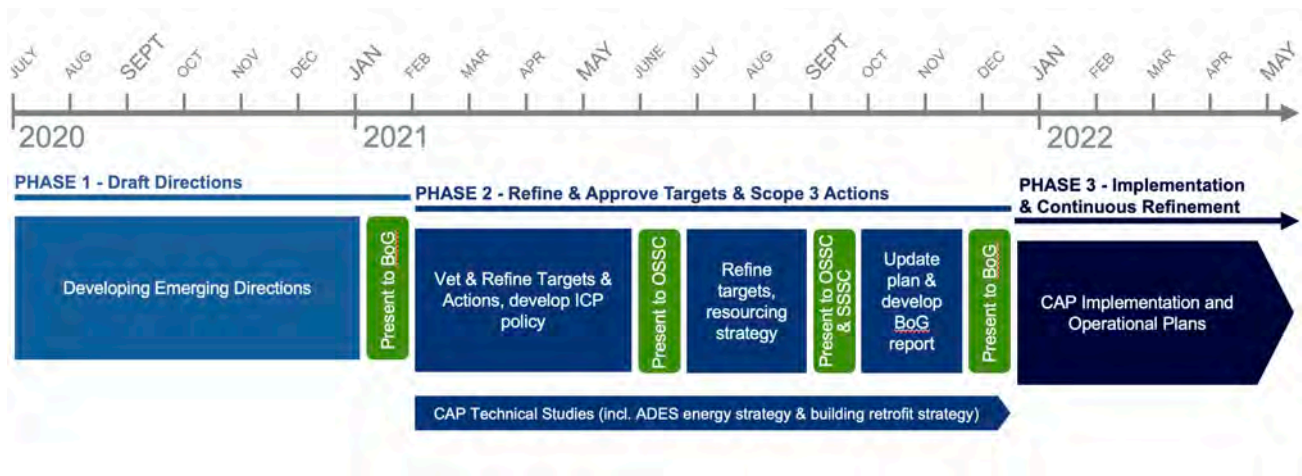 JULY
AUG
SEPT
OCT
NOV
DEC
JAN
FEB
MAR
APR
MAY
JUNE
JULY
AUG
SEPT
OCT
NOV
DEC
JAN
FEB
MAR
APR
MAY
2020
2021
2022
PHASE 1 - Draft Directions
PHASE 2 - Refine & Approve Targets & Scope 3 Actions
PHASE 3 - Implementation
& Continuous Refinement
Developing Emerging Directions
Present to BoG
Vet & Refine Targets &
Actions, develop ICP
policy
Present to OSSC
Refine
targets,
resourcing
strategy
Present to OSSC
& SSSC
Update
plan &
develop
BoG
report
Present to BoG
CAP Implementation and
Operational Plans
CAP Technical Studies (incl. ADES energy strategy & building retrofit strategy)